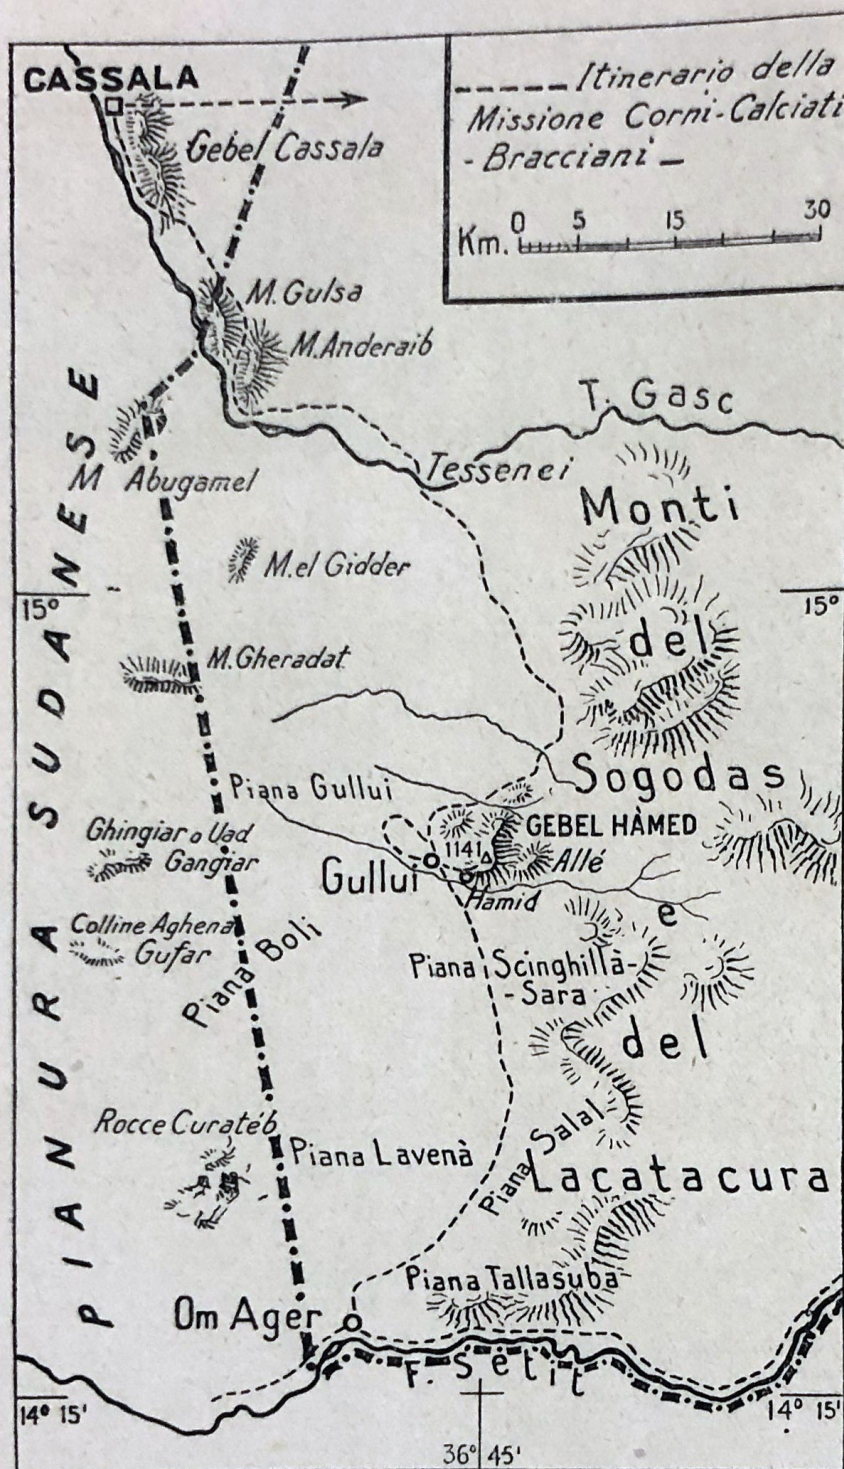 CASSALA
Gebel Cassala
Itinerario della
Missione Corni-Calciati
- Bracciani -
Km. 0 5 15 30
M. Gulsa
M. Anderaib
T. Gasc
M Abugamel
Tessenei
Monti
M. el Gidder
15°
15°
del
M. Gheradat
PIANURA SUDANESE
Sogodas
Piana Gullui
GEBEL HÀMED
Ghingiar o Uad
Gangiar
1141
Allé
Gullui
Hamid
e
Colline Aghena
Gufar
Piana Boli
Piana Scinghillà-
-Sara
del
Rocce Curatéb
Piana Lavenà
Piana Salal
Lacatacura
Piana Tallasuba
Om Ager
F. Setit
14° 15'
14° 15'
36° 45'